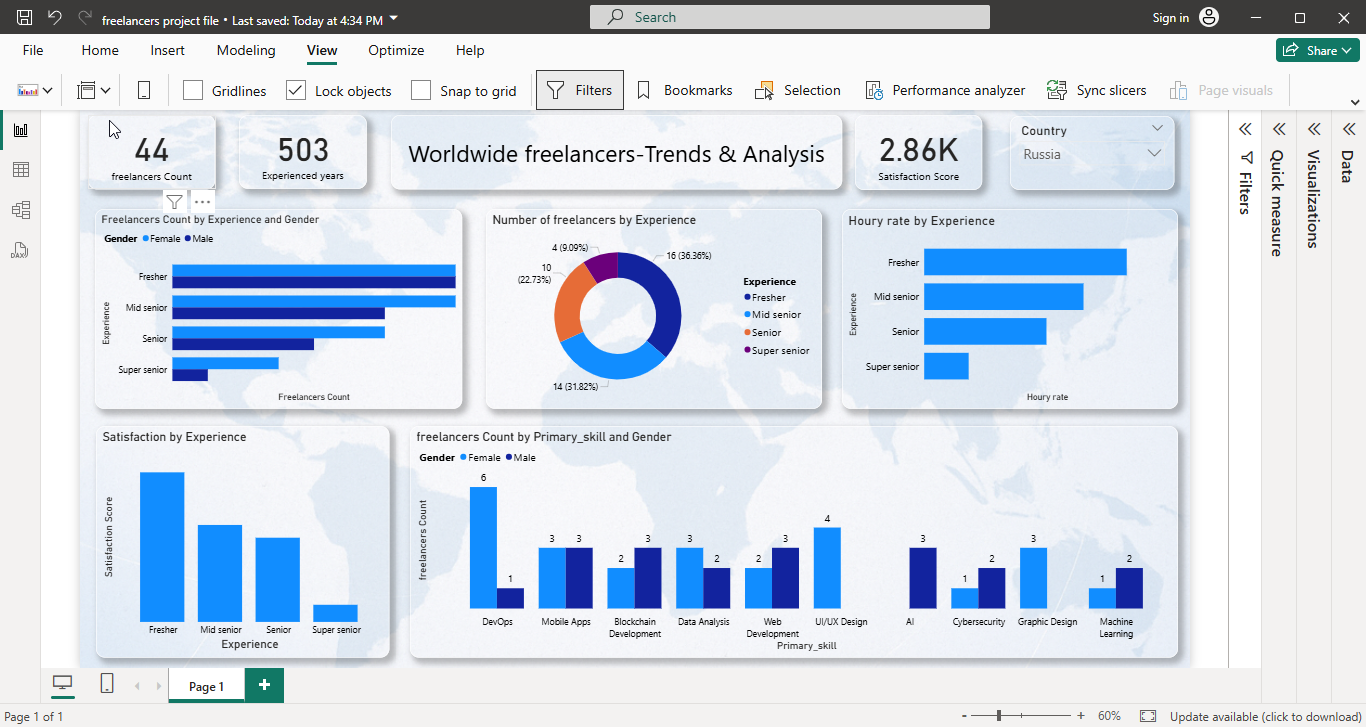 freelancers project file • Last saved: Today at 4:34 PM
Search
Sign in
File Home Insert Modeling View Optimize Help
Share
Gridlines Lock objects Snap to grid Filters Bookmarks Selection Performance analyzer Sync slicers Page visuals
44
freelancers Count
503
Experienced years
Worldwide freelancers-Trends & Analysis
2.86K
Satisfaction Score
Country
Russia
Filters
Quick measure
Visualizations
Data
DAX
Freelancers Count by Experience and Gender
Gender Female Male
Experience
Fresher
Mid senior
Senior
Super senior
Freelancers Count
Number of freelancers by Experience
4 (9.09%)
16 (36.36%)
10
(22.73%)
14 (31.82%)
Experience
Fresher
Mid senior
Senior
Super senior
Houry rate by Experience
Experience
Fresher
Mid senior
Senior
Super senior
Houry rate
Satisfaction by Experience
Satisfaction Score
Fresher Mid senior Senior Super senior
Experience
freelancers Count by Primary_skill and Gender
Gender Female Male
freelancers Count
6 1 3 3 2 3 3 2 2 3 4 3 1 2 3 1 2
DevOps Mobile Apps Blockchain Data Analysis Web UI/UX Design AI Cybersecurity Graphic Design Machine
Development Development Learning
Primary_skill
Page 1
+
Page 1 of 1
- + 60% Update available (click to download)